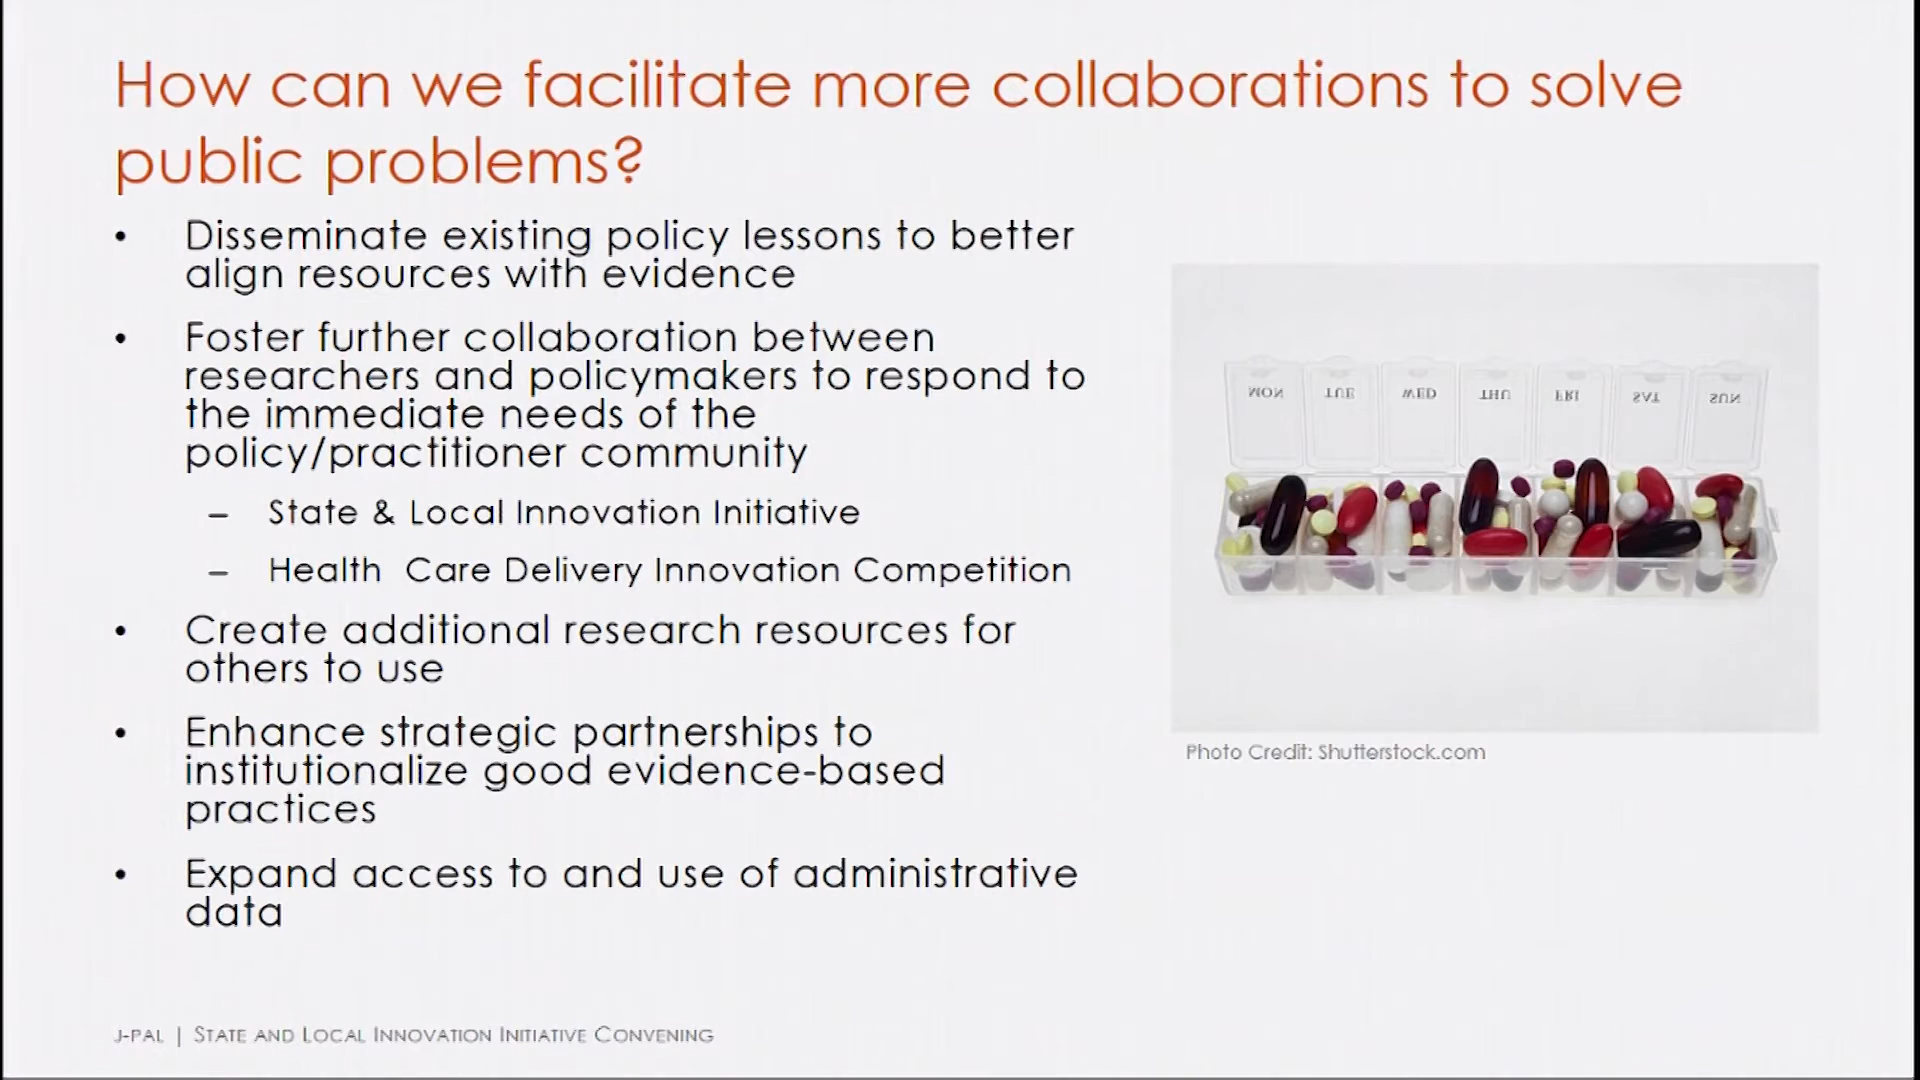 How can we facilitate more collaborations to solve
public problems?
• Disseminate existing policy lessons to better
align resources with evidence
• Foster further collaboration between
researchers and policymakers to respond to
the immediate needs of the
policy/practitioner community
– State & Local Innovation Initiative
– Health Care Delivery Innovation Competition
• Create additional research resources for
others to use
• Enhance strategic partnerships to
institutionalize good evidence-based
practices
• Expand access to and use of administrative
data
MON TUE WED THU FRI SAT SUN
Photo Credit: Shutterstock.com
J-PAL | STATE AND LOCAL INNOVATION INITIATIVE CONVENING